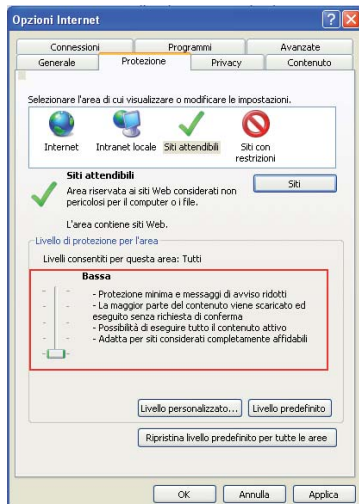 Opzioni Internet
Connessioni Programmi Avanzate
Generale Protezione Privacy Contenuto
Selezionare l'area di cui visualizzare o modificare le impostazioni.
Internet Intranet locale Siti attendibili Siti con
restrizioni
Siti attendibili
Siti
Area riservata ai siti Web considerati non
pericolosi per il computer o i file.
L'area contiene siti Web.
Livello di protezione per l'area
Livelli consentiti per questa area: Tutti
Bassa
- Protezione minima e messaggi di avviso ridotti
- La maggior parte del contenuto viene scaricato ed
eseguito senza richiesta di conferma
- Possibilità di eseguire tutto il contenuto attivo
- Adatta per siti considerati completamente affidabili
Livello personalizzato... Livello predefinito
Ripristina livello predefinito per tutte le aree
OK Annulla Applica